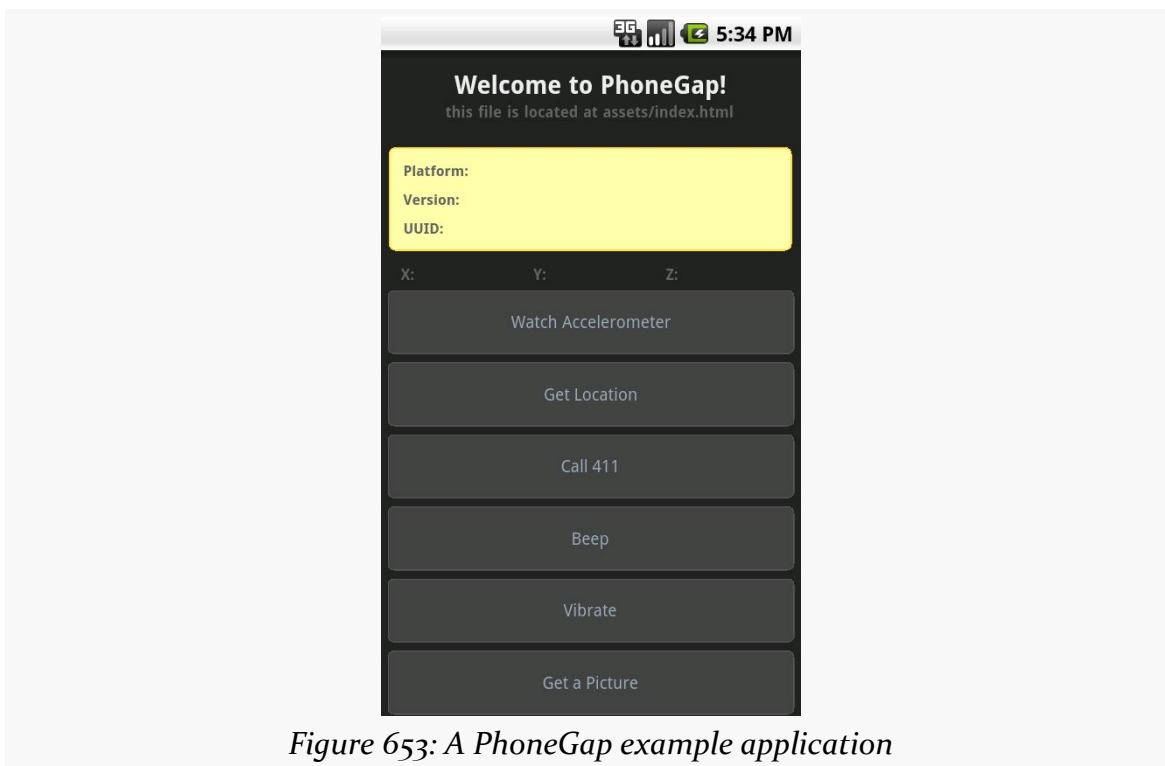 3G 5:34 PM
Welcome to PhoneGap!
this file is located at assets/index.html
Platform:
Version:
UUID:
X: Y: Z:
Watch Accelerometer
Get Location
Call 411
Beep
Vibrate
Get a Picture
Figure 653: A PhoneGap example application